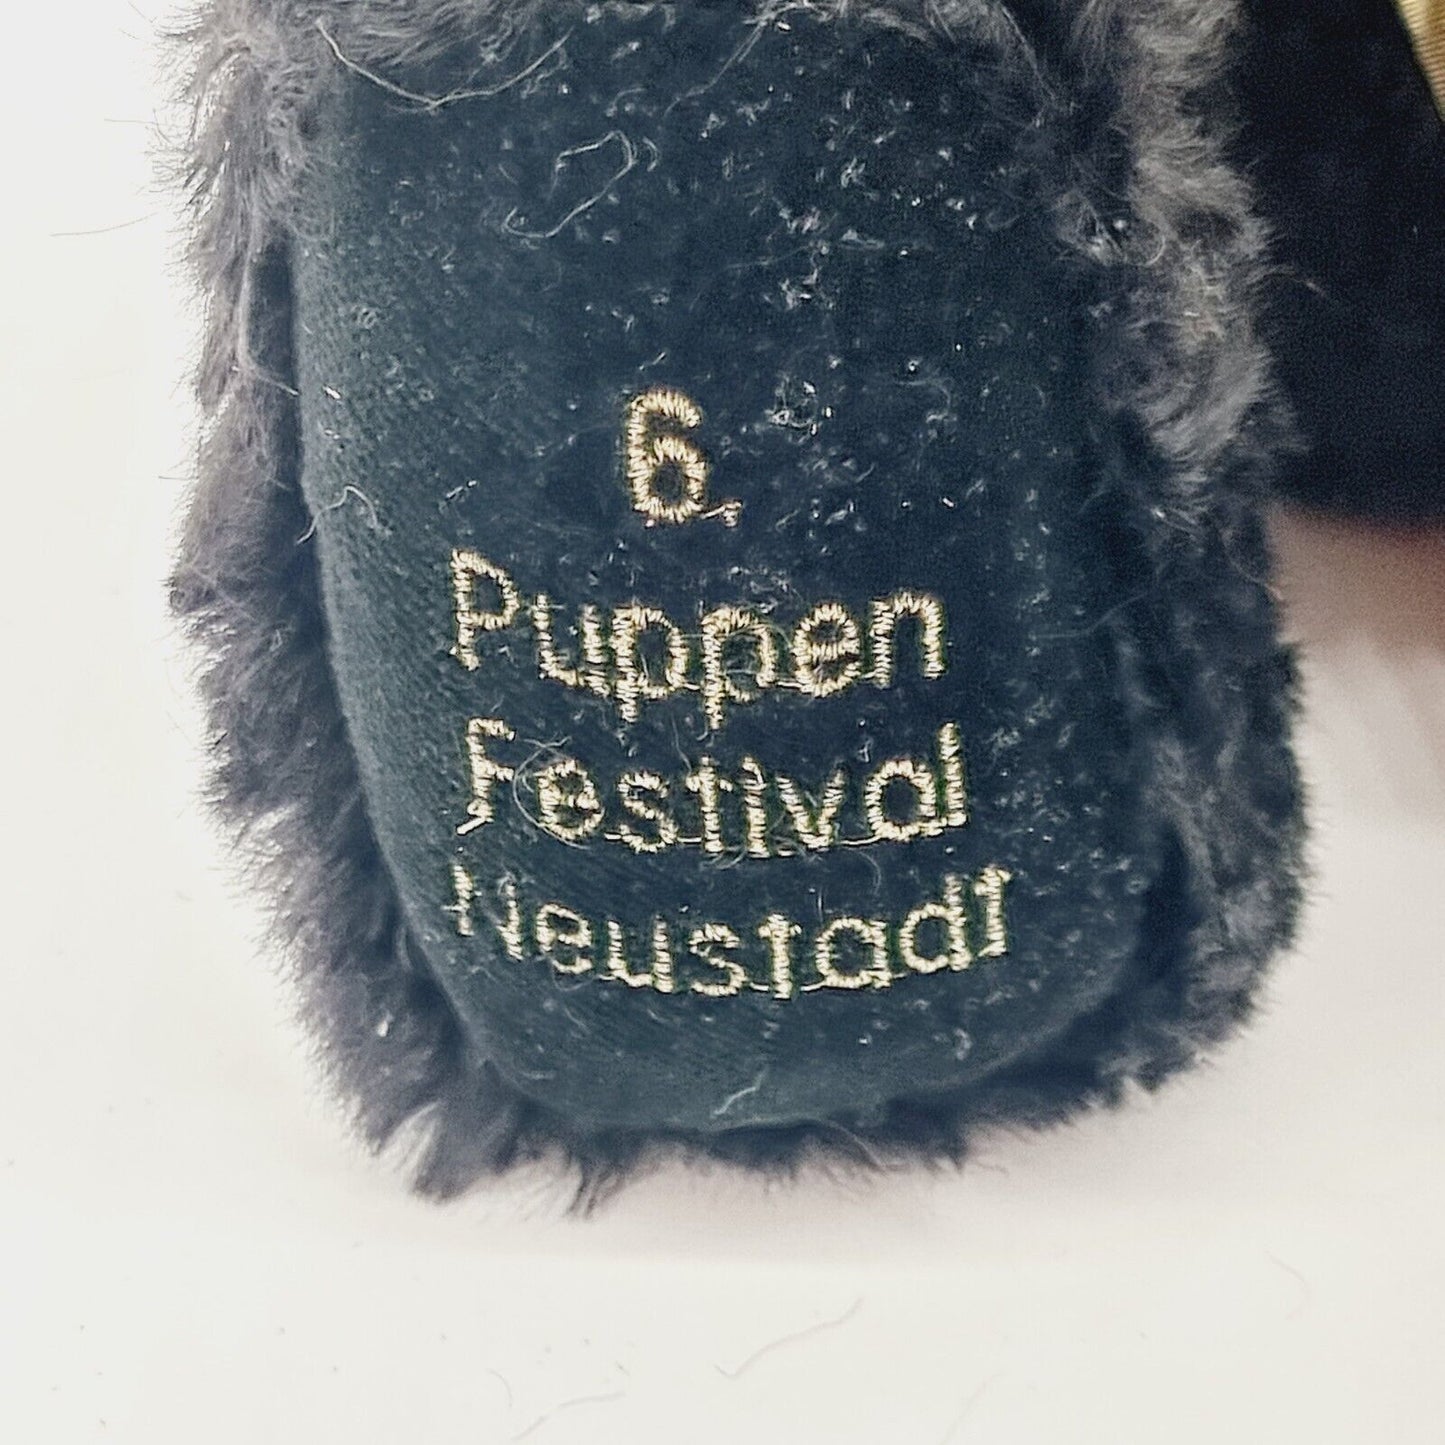 6.
Puppen
Festival
Neustadt